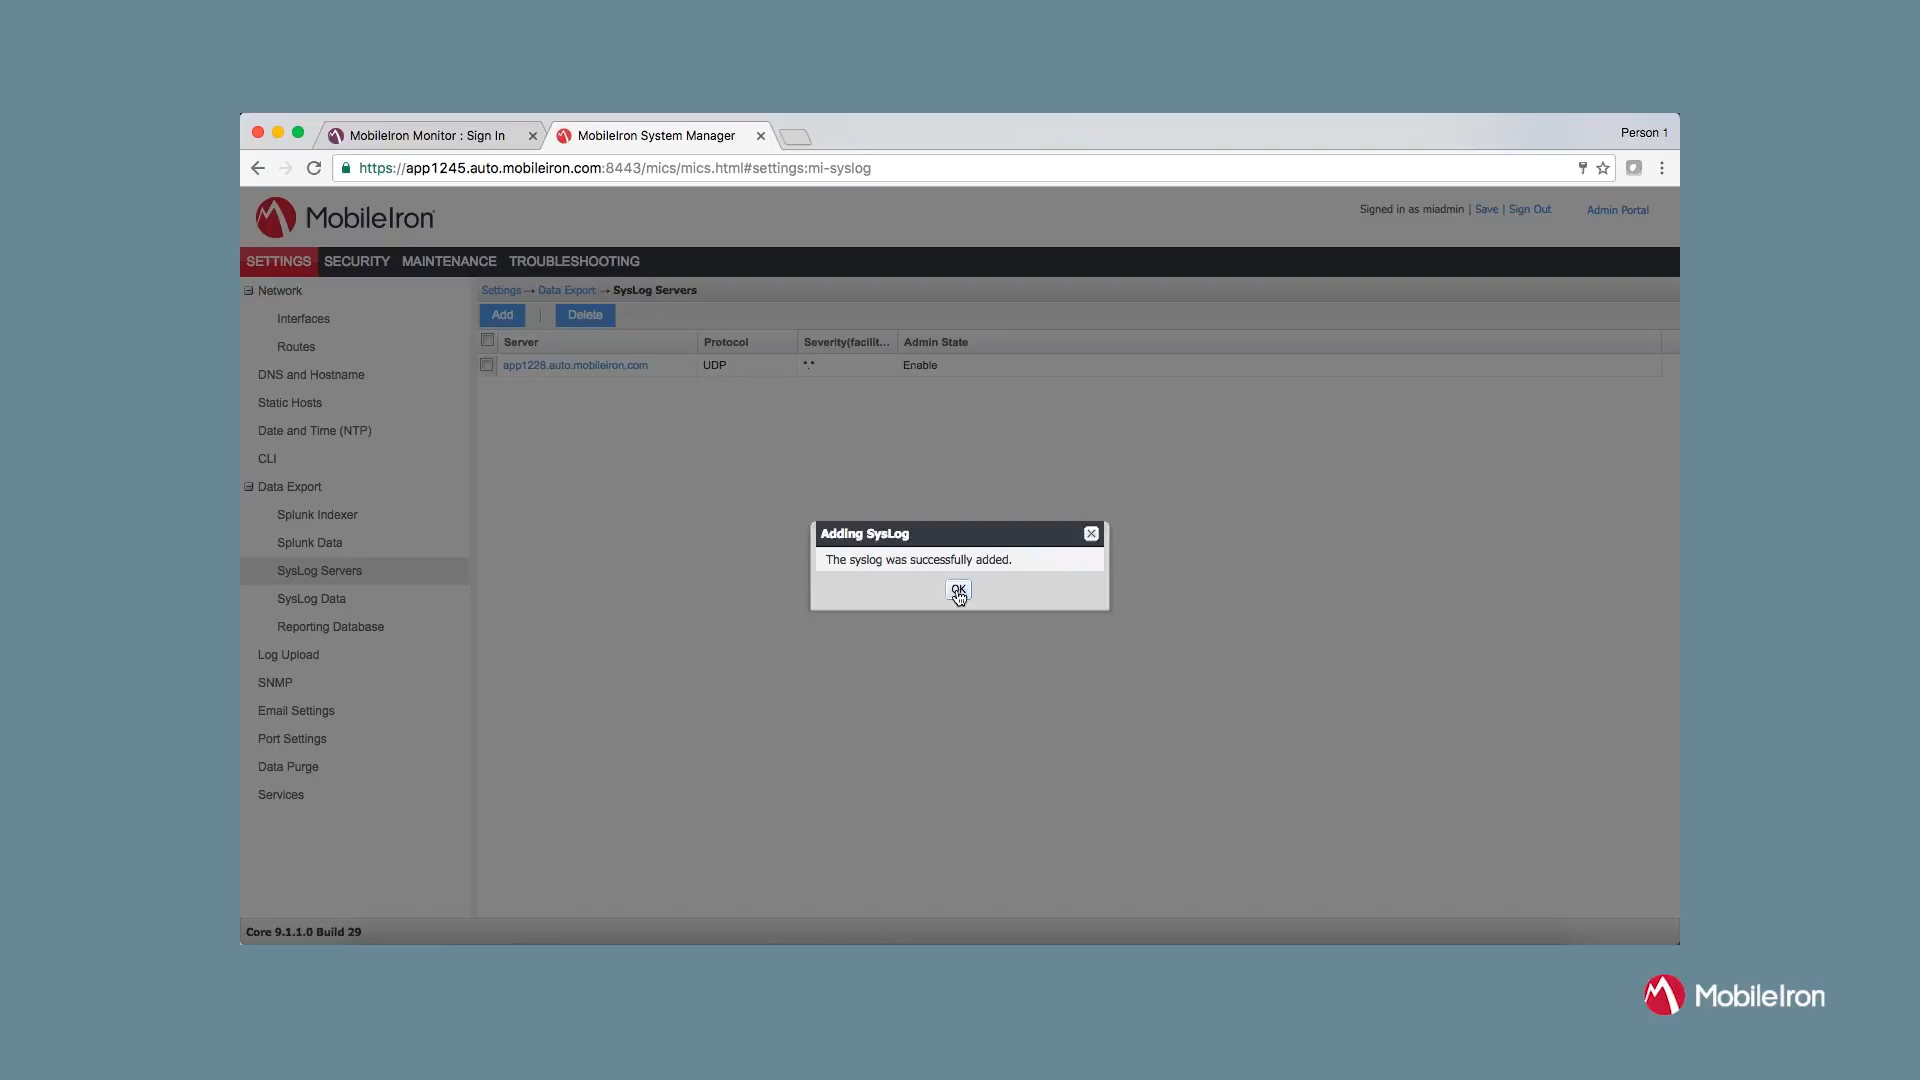 MobileIron Monitor : Sign In
MobileIron System Manager
Person 1
https://app1245.auto.mobileiron.com:8443/mics/mics.html#settings:mi-syslog
MobileIron
Signed in as miadmin | Save | Sign Out
Admin Portal
SETTINGS SECURITY MAINTENANCE TROUBLESHOOTING
Network
Interfaces
Routes
DNS and Hostname
Static Hosts
Date and Time (NTP)
CLI
Data Export
Splunk Indexer
Splunk Data
SysLog Servers
SysLog Data
Reporting Database
Log Upload
SNMP
Email Settings
Port Settings
Data Purge
Services
Settings → Data Export → SysLog Servers
Add | Delete
Server Protocol Severity(facilit... Admin State
app1228.auto.mobileiron.com UDP *.* Enable
Adding SysLog
The syslog was successfully added.
OK
Core 9.1.1.0 Build 29
MobileIron